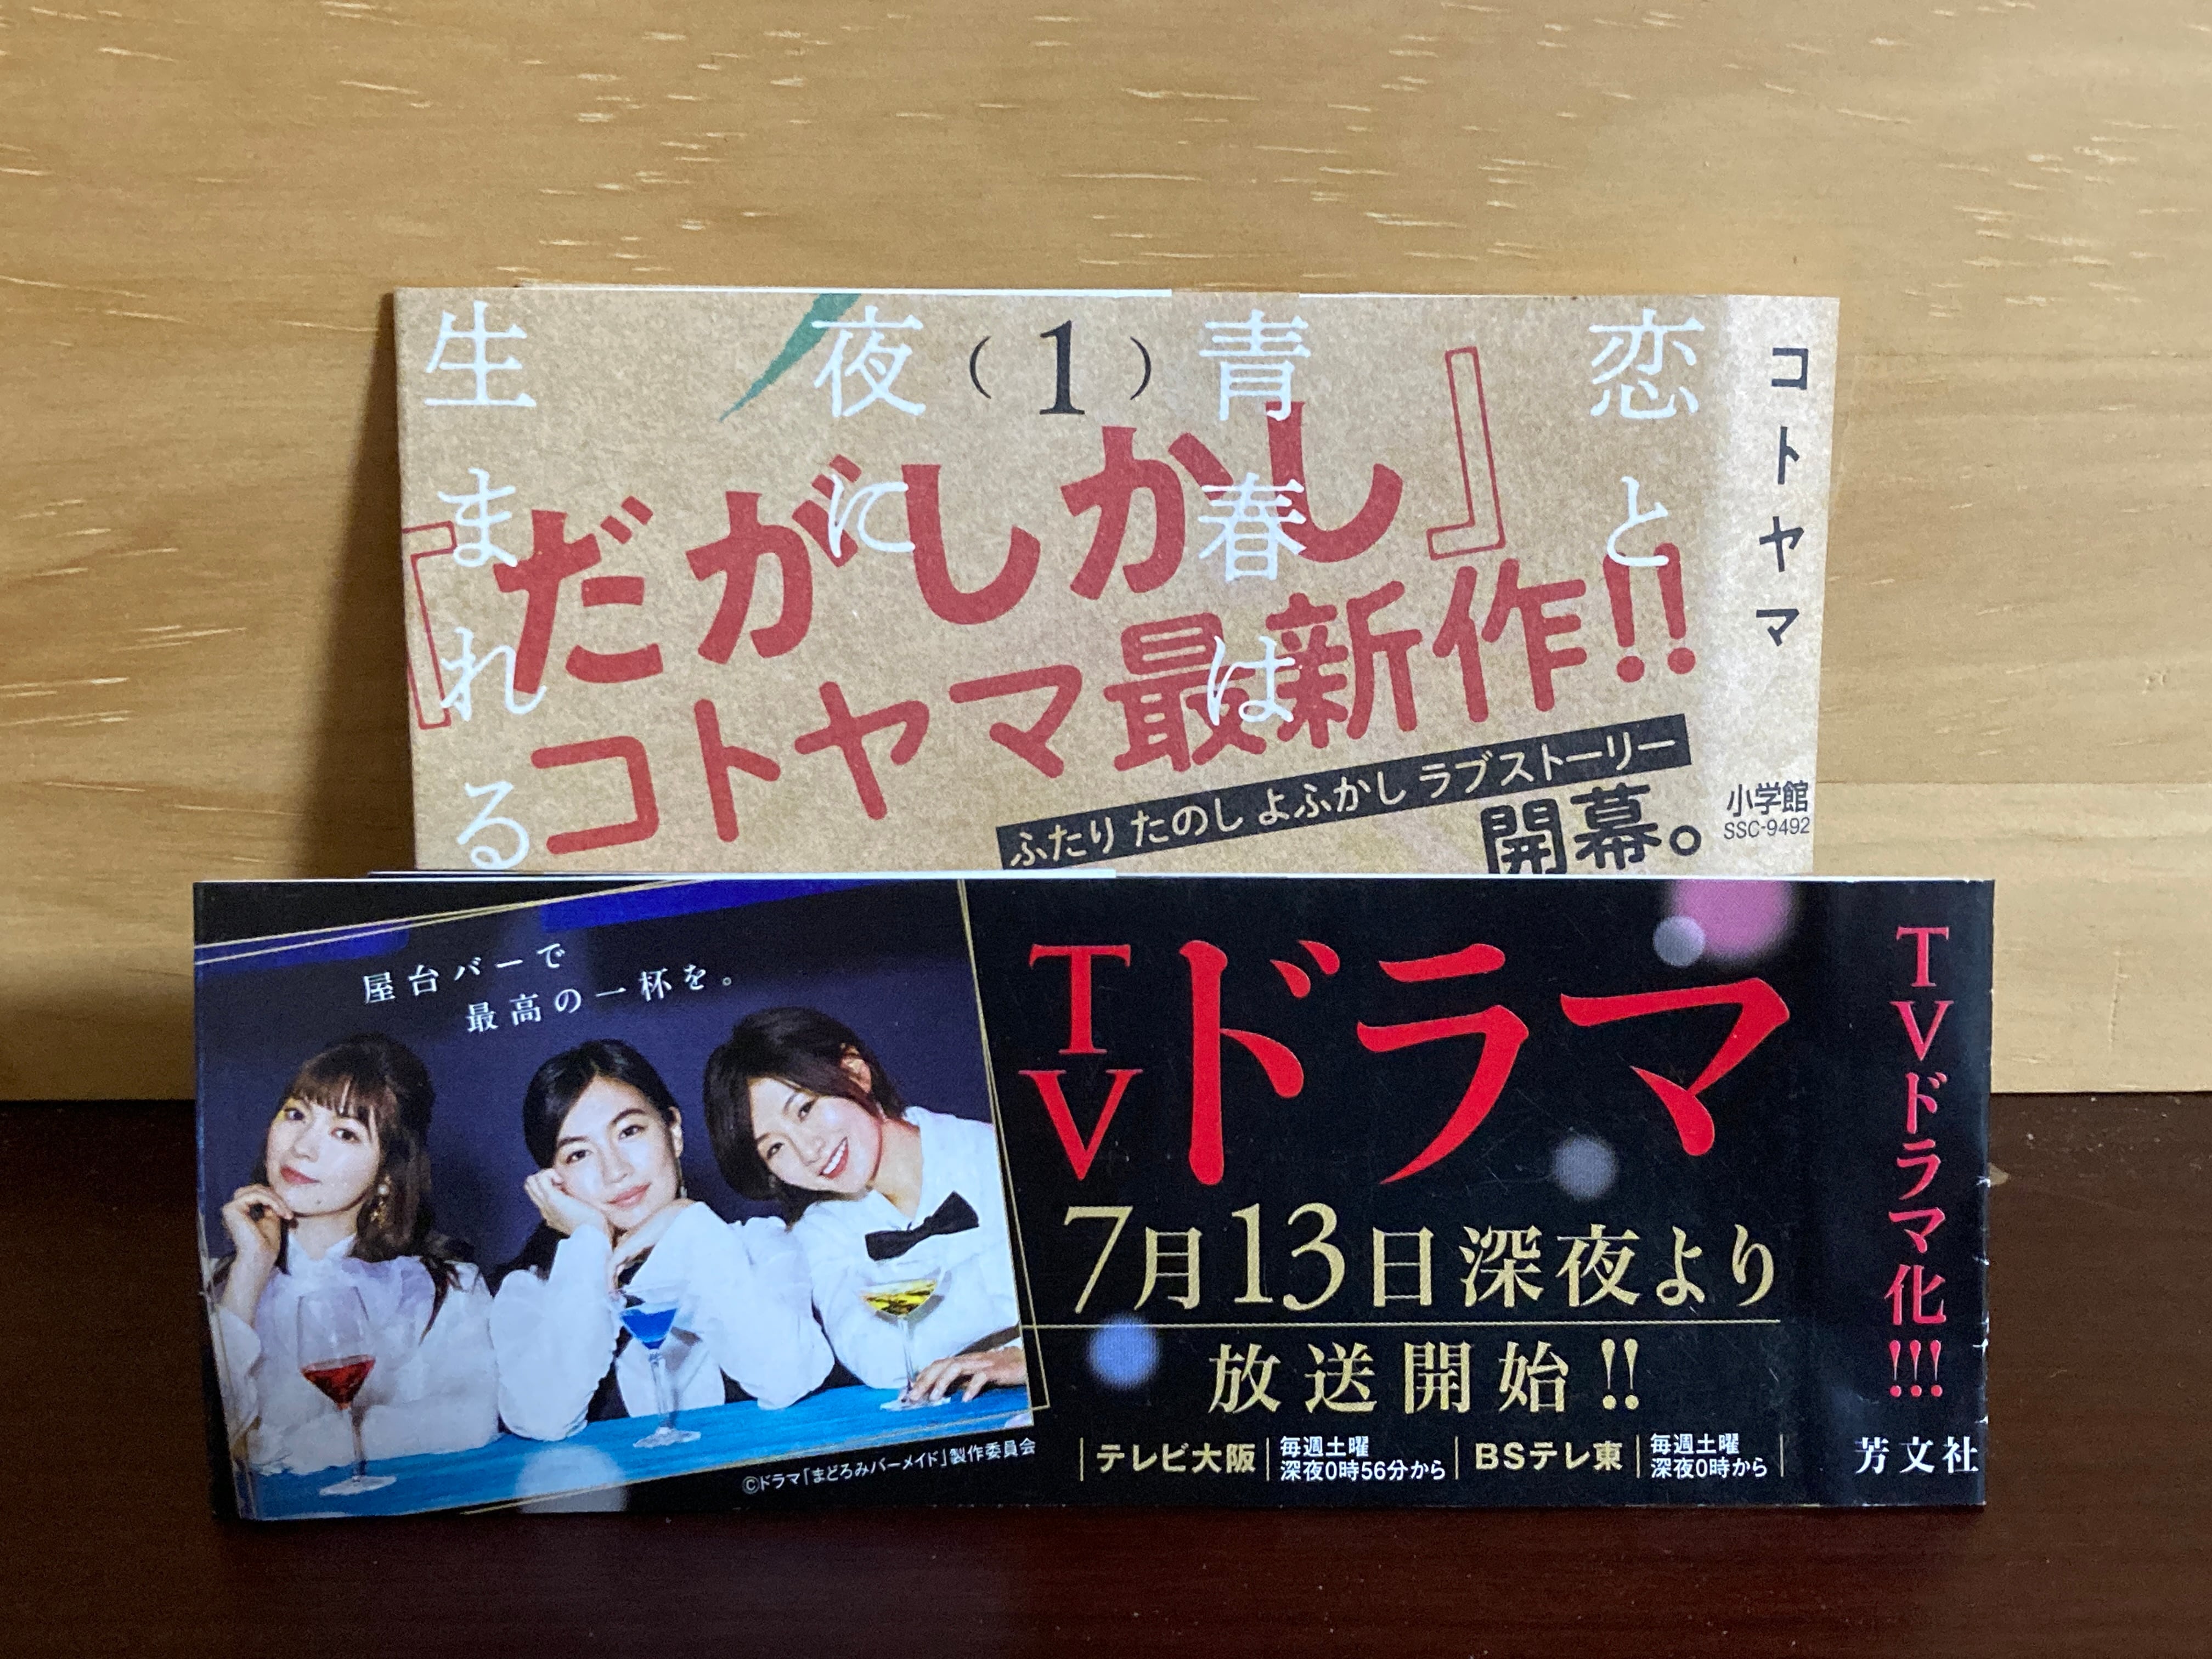 コトヤマ
恋と
青春は
夜に
生まれる
(1)
『だがしかし』
コトヤマ最新作!!
ふたり たのし よふかし ラブストーリー
開幕。
小学館
SSC-9492
屋台バーで
最高の一杯を。
©ドラマ「まどろみバーメイド」製作委員会
TVドラマ
7月13日深夜より
放送開始!!
テレビ大阪 毎週土曜
深夜0時56分から
BSテレ東 毎週土曜
深夜0時から
TVドラマ化!!!
芳文社